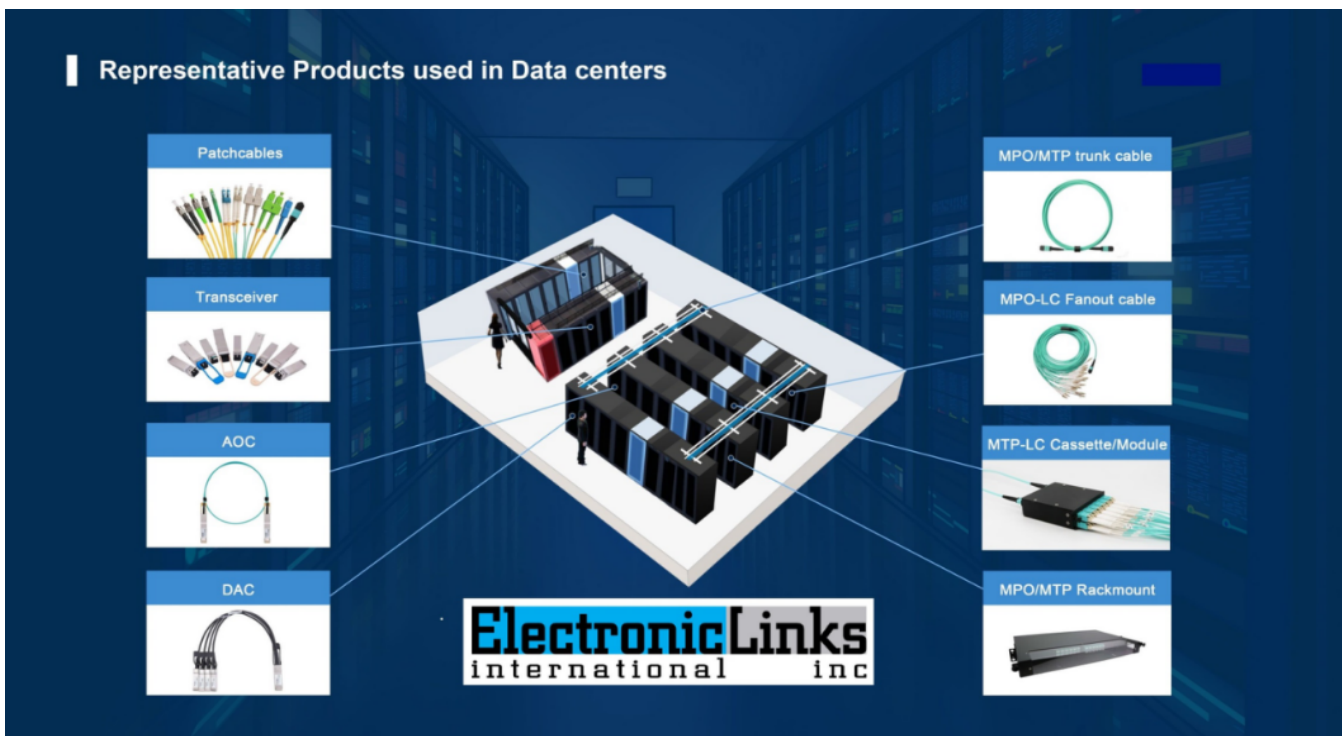 Representative Products used in Data centers
Patchcables
Transceiver
AOC
DAC
MPO/MTP trunk cable
MPO-LC Fanout cable
MTP-LC Cassette/Module
MPO/MTP Rackmount
ElectronicLinks
international inc